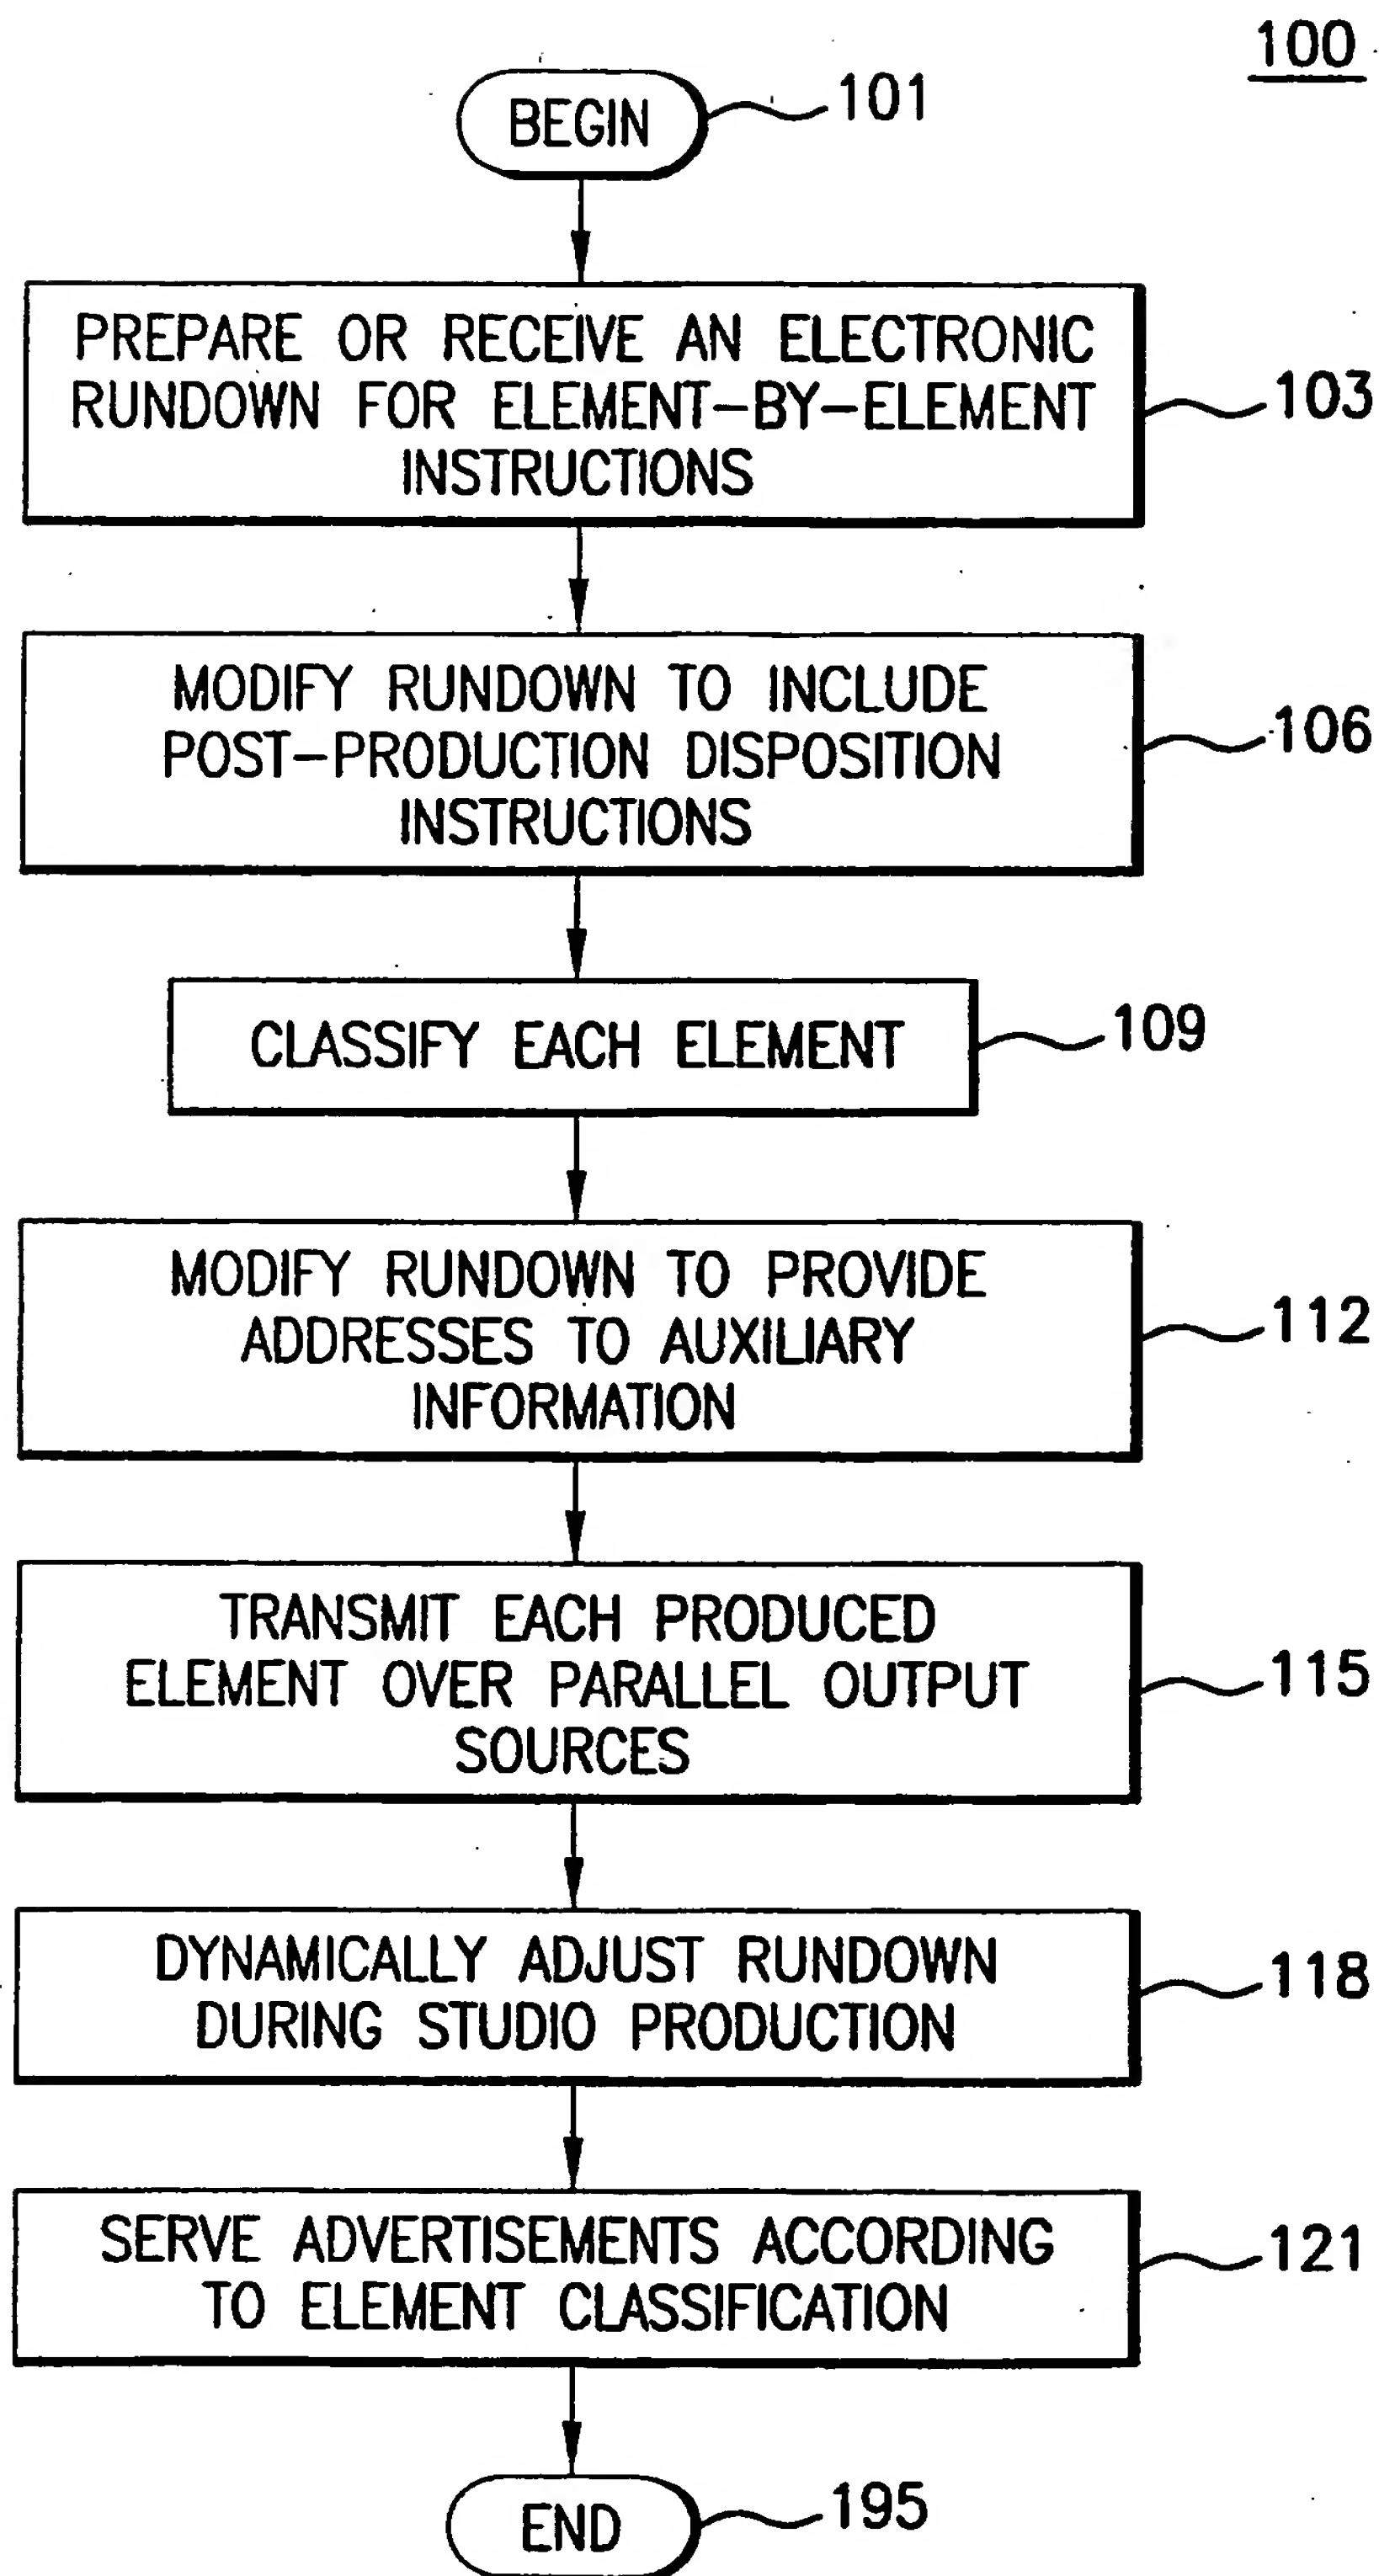 100
BEGIN
101
PREPARE OR RECEIVE AN ELECTRONIC
RUNDOWN FOR ELEMENT-BY-ELEMENT
INSTRUCTIONS
103
MODIFY RUNDOWN TO INCLUDE
POST-PRODUCTION DISPOSITION
INSTRUCTIONS
106
CLASSIFY EACH ELEMENT
109
MODIFY RUNDOWN TO PROVIDE
ADDRESSES TO AUXILIARY
INFORMATION
112
TRANSMIT EACH PRODUCED
ELEMENT OVER PARALLEL OUTPUT
SOURCES
115
DYNAMICALLY ADJUST RUNDOWN
DURING STUDIO PRODUCTION
118
SERVE ADVERTISEMENTS ACCORDING
TO ELEMENT CLASSIFICATION
121
END
195